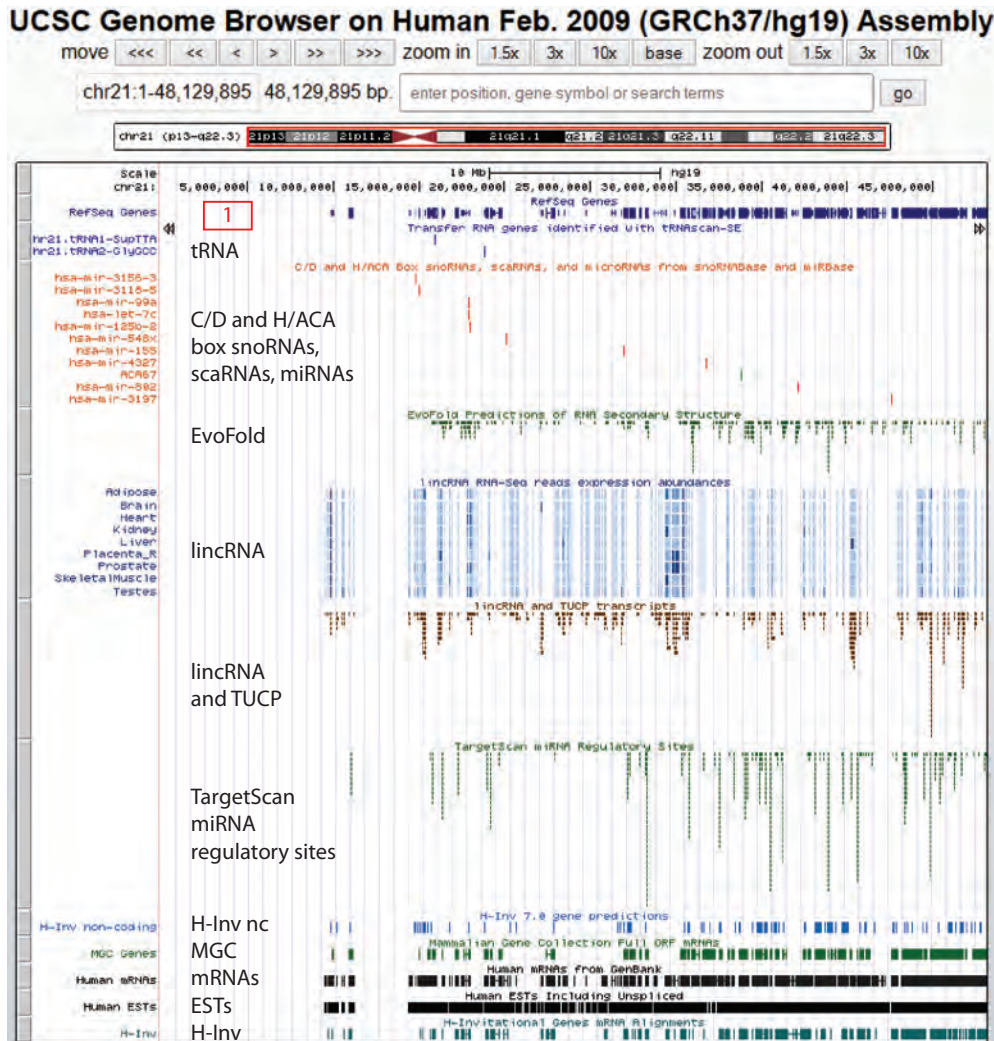 UCSC Genome Browser on Human Feb. 2009 (GRCh37/hg19) Assembly
move <<< << < > >> >>> zoom in 1.5x 3x 10x base zoom out 1.5x 3x 10x
chr21:1-48,129,895 48,129,895 bp. enter position, gene symbol or search terms go
chr21 (p13-q22.3) 21p13 21p12 21p11.2 21q21.1 q21.2 21q21.3 q22.11 q22.2 21q22.3
Scale 10 Mb hg19
chr21: 5,000,000 10,000,000 15,000,000 20,000,000 25,000,000 30,000,000 35,000,000 40,000,000 45,000,000
RefSeq Genes
RefSeq Genes 1
Transfer RNA genes identified with tRNAscan-SE
hr21.tRNA1-SupTTA
hr21.tRNA2-GlyGCC
tRNA
C/D and H/ACA Box snoRNAs, scaRNAs, and microRNAs from snoRNABase and miRBase
hsa-mir-3156-3
hsa-mir-3118-5
hsa-mir-99a
hsa-let-7c
hsa-mir-125b-2
hsa-mir-548x
hsa-mir-155
hsa-mir-4327
ACA67
hsa-mir-802
hsa-mir-3197
C/D and H/ACA
box snoRNAs,
scaRNAs, miRNAs
EvoFold Predictions of RNA Secondary Structure
EvoFold
lincRNA RNA-Seq reads expression abundances
Adipose
Brain
Heart
Kidney
Liver
Placenta_R
Prostate
SkeletalMuscle
Testes
lincRNA
lincRNA and TUCP transcripts
lincRNA
and TUCP
TargetScan miRNA Regulatory Sites
TargetScan
miRNA
regulatory sites
H-Inv 7.0 gene predictions
H-Inv non-coding H-Inv nc
Mammalian Gene Collection Full ORF mRNAs
MGC Genes MGC
Human mRNAs from GenBank
Human mRNAs mRNAs
Human ESTs Including Unspliced
Human ESTs ESTs
H-Invitational Genes mRNA Alignments
H-Inv H-Inv